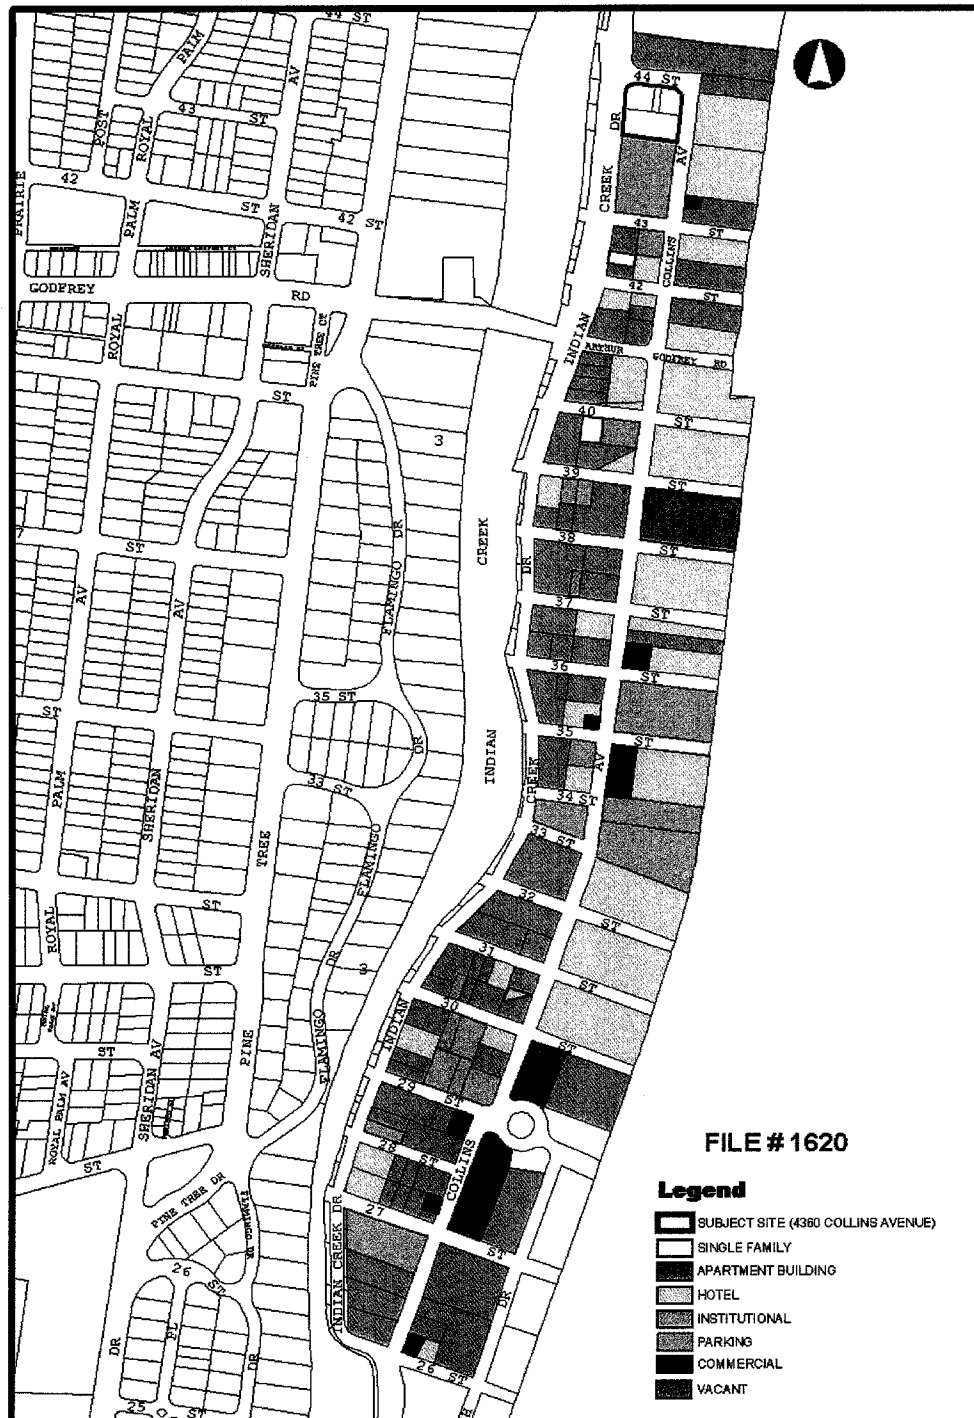 44 ST
PALM
AV
44 ST
POST
43
ST
ROYAL
DR
AV
PRAIRIE
42
ST
PALM
SHERIDAN
42
ST
CREEK
43
ST
COLLINS
42
ST
GODFREY
RD
ROYAL
PINE TREE CT
INDIAN
ARTHUR
GODFREY RD
ST
40
ST
3
39
ST
7
ST
DR
CREEK
38
ST
DR
AV
AV
FLAMINGO
37
ST
36
ST
35 ST
ST
DR
INDIAN
35
ST
AV
CREEK
34 ST
33 ST
33 ST
PALM
SHERIDAN
TREE
FLAMINGO
32
ST
ST
ROYAL
31
ST
ST
DR
3
30
ST
INDIAN
PINE
FLAMINGO
ST
SHERIDAN AV
ROYAL PALM AV
29
ST
28
ST
COLLINS
ST
PINE TREE DR
FLAMINGO DR
27
ST
INDIAN CREEK DR
26
ST
DR
PL
DR
DR
26
ST
25
ST
FILE # 1620
Legend
SUBJECT SITE (4360 COLLINS AVENUE)
SINGLE FAMILY
APARTMENT BUILDING
HOTEL
INSTITUTIONAL
PARKING
COMMERCIAL
VACANT